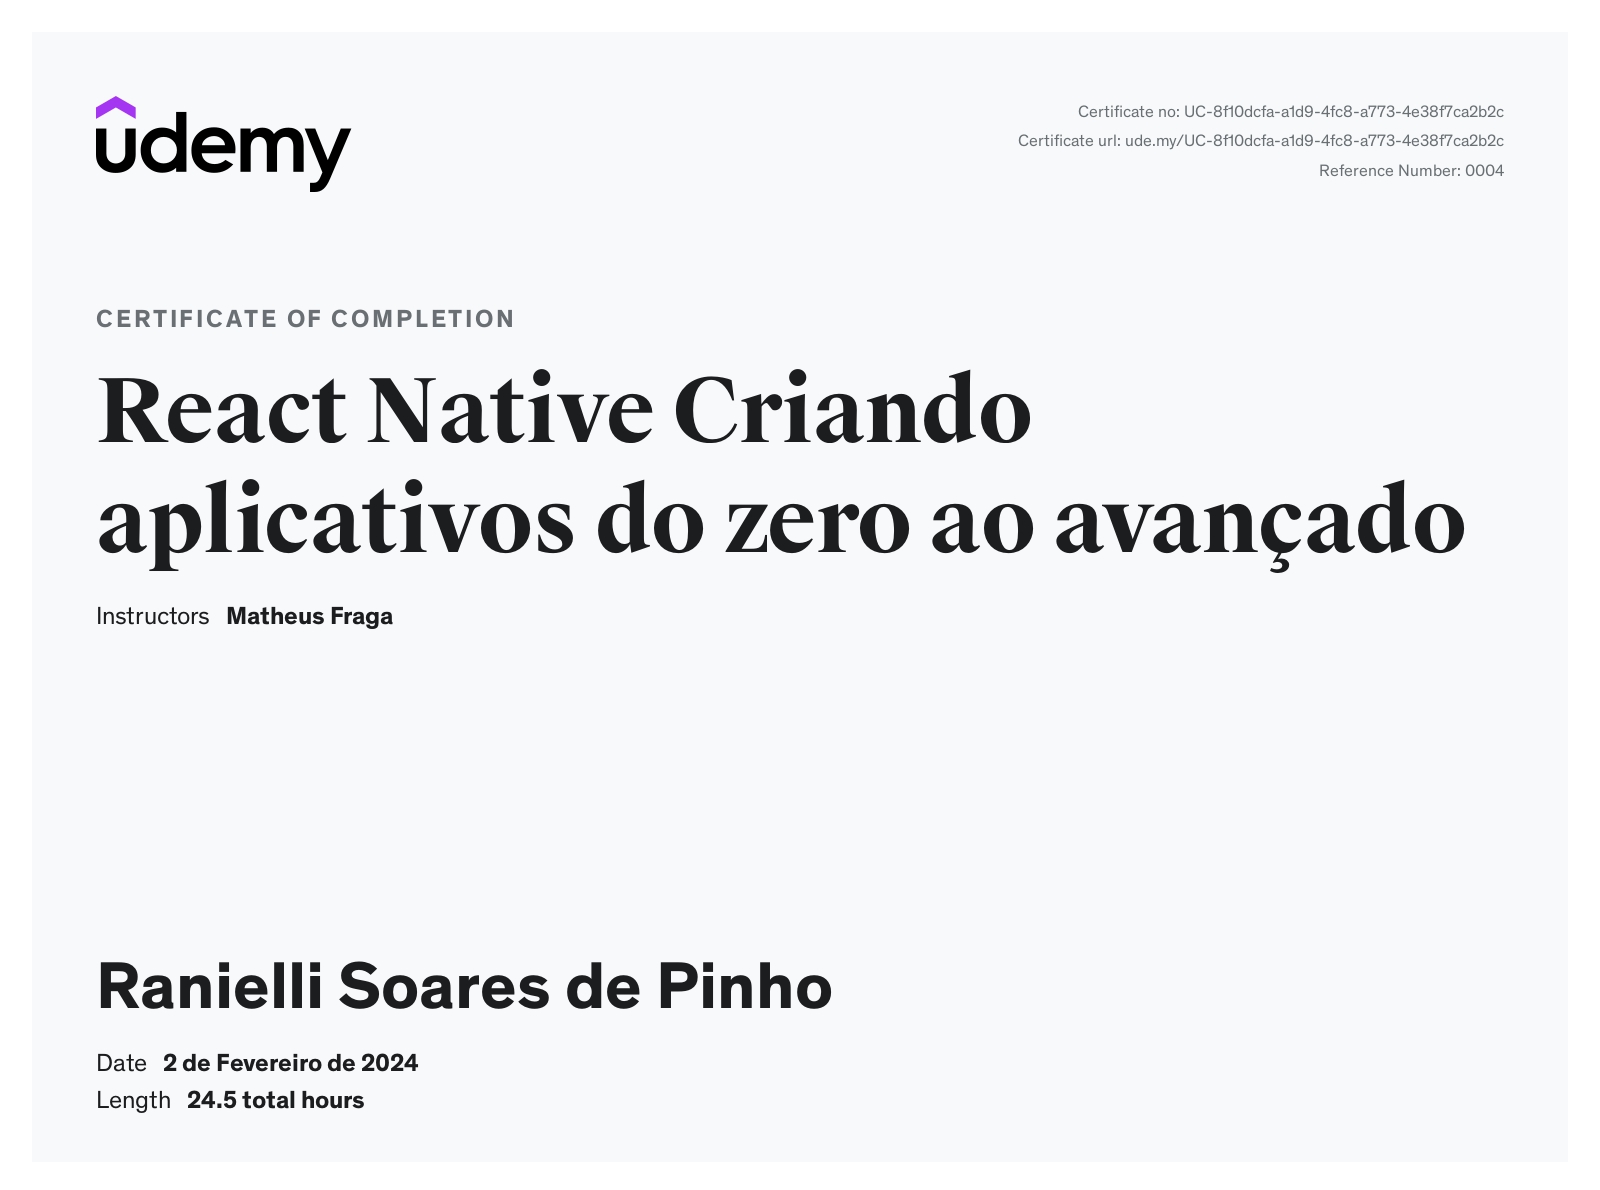 udemy
Certificate no: UC-8f10dcfa-a1d9-4fc8-a773-4e38f7ca2b2c
Certificate url: ude.my/UC-8f10dcfa-a1d9-4fc8-a773-4e38f7ca2b2c
Reference Number: 0004
CERTIFICATE OF COMPLETION
React Native Criando
aplicativos do zero ao avançado
Instructors Matheus Fraga
Ranielli Soares de Pinho
Date 2 de Fevereiro de 2024
Length 24.5 total hours